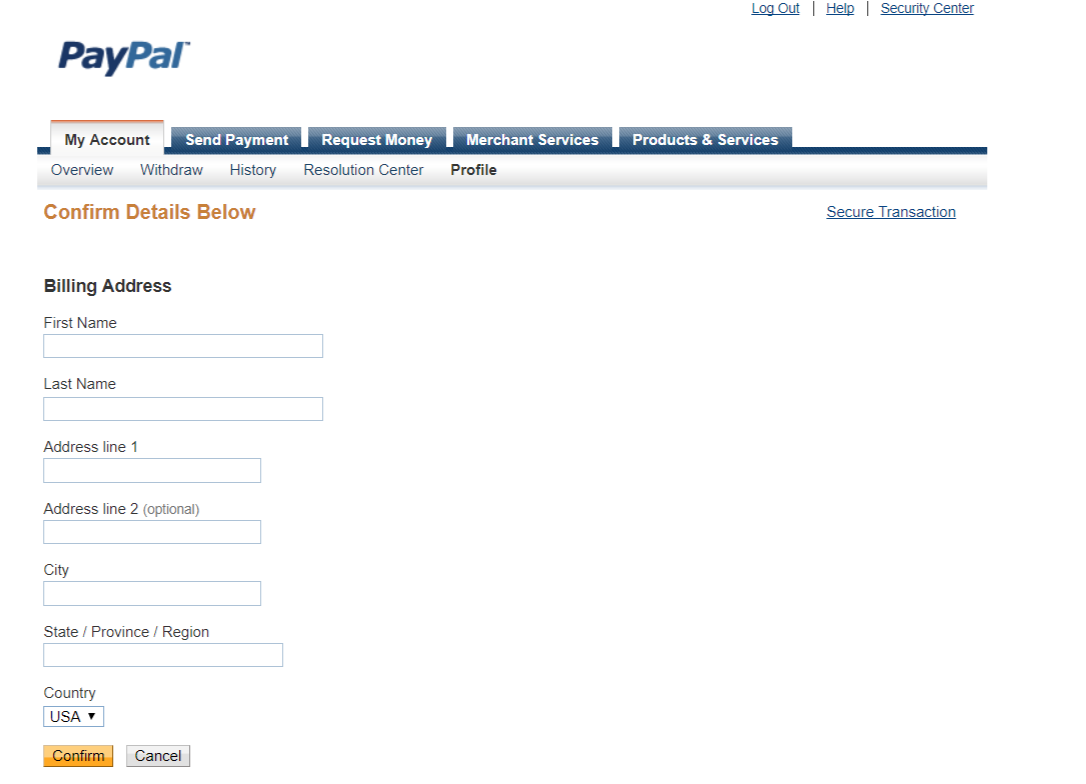 Log Out | Help | Security Center
PayPal™
My Account Send Payment Request Money Merchant Services Products & Services
Overview Withdraw History Resolution Center Profile
Confirm Details Below Secure Transaction
Billing Address
First Name
Last Name
Address line 1
Address line 2 (optional)
City
State / Province / Region
Country
USA
Confirm Cancel